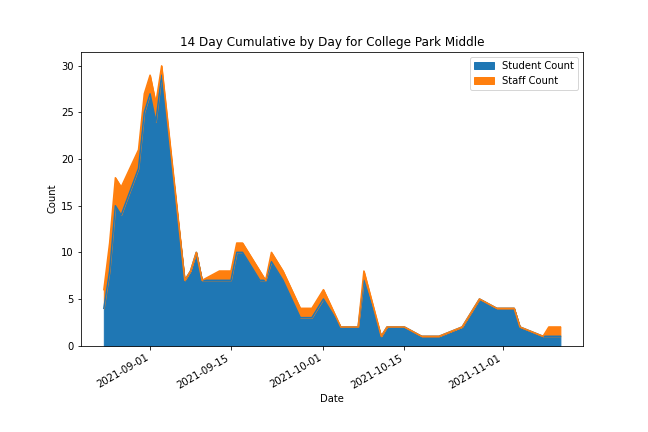 14 Day Cumulative by Day for College Park Middle
30
25
20
15
10
5
0
Count
Student Count
Staff Count
2021-09-01
2021-09-15
2021-10-01
2021-10-15
2021-11-01
Date